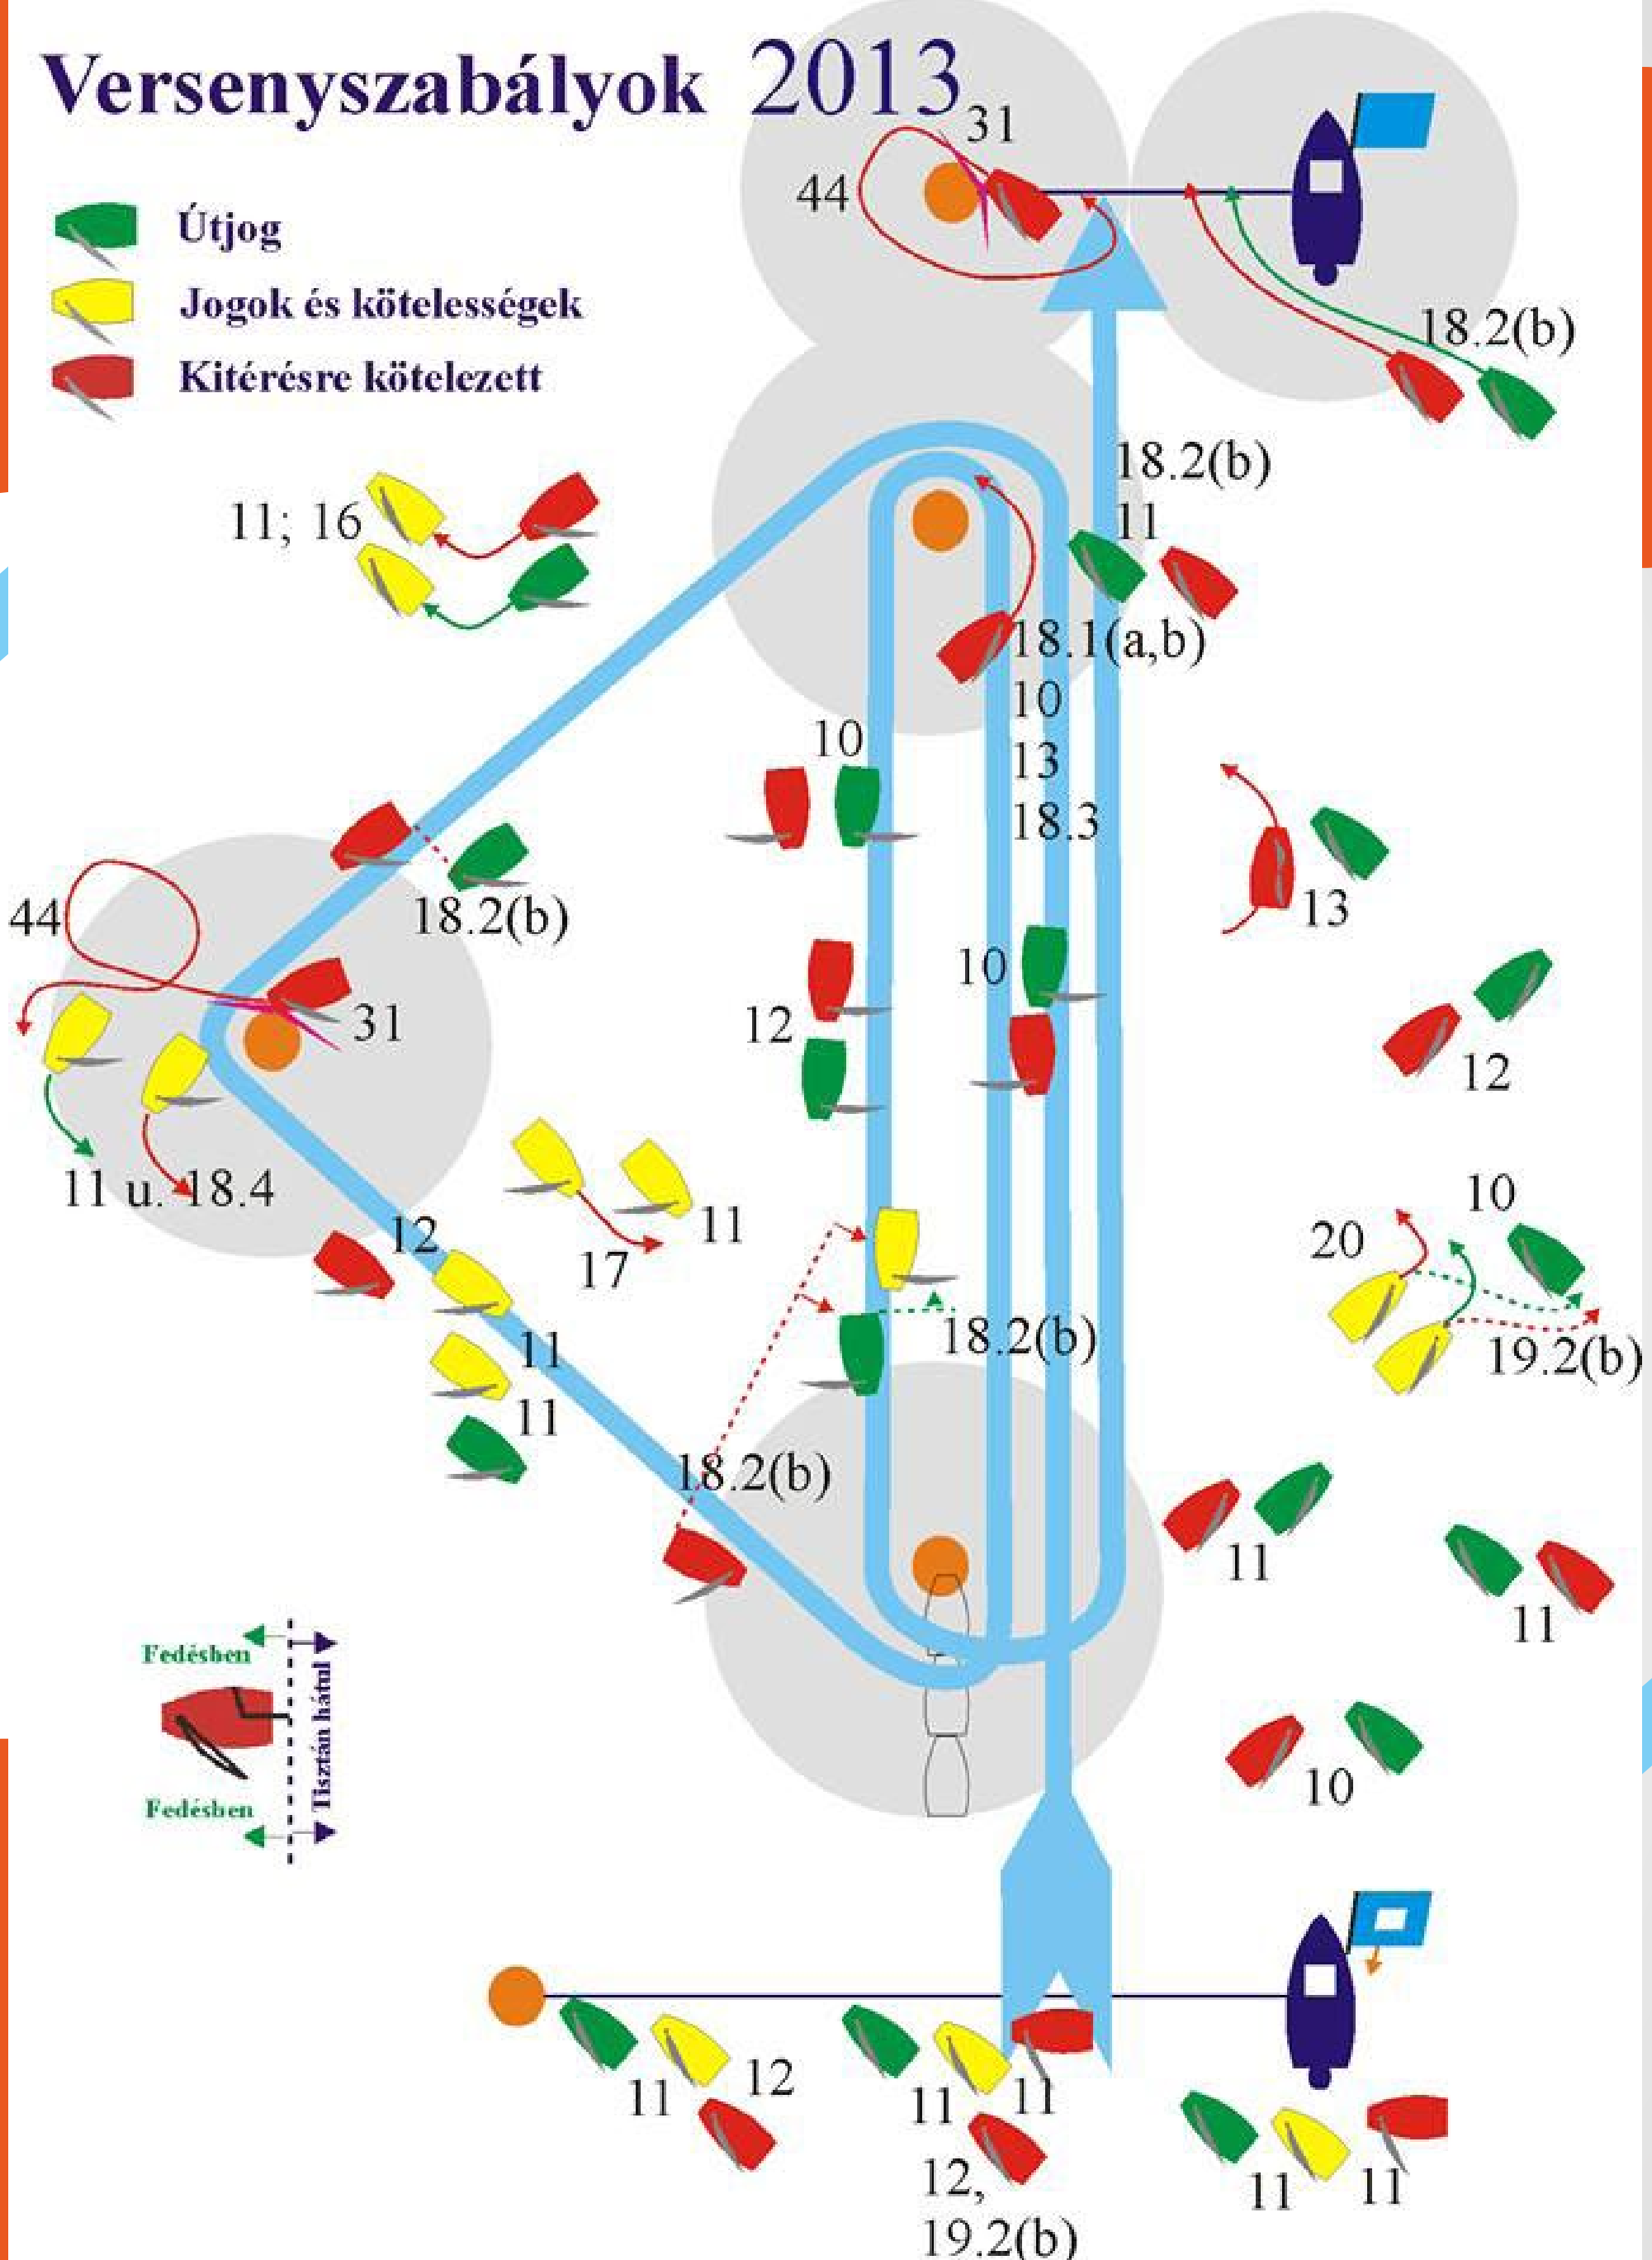 Versenyszabályok 2013
31
44
Útjog
Jogok és kötelességek
Kitérésre kötelezett
18.2(b)
18.2(b)
11
11; 16
18.1(a,b)
10
13
18.3
10
13
18.2(b)
44
10
12
31
12
11 u. 18.4
10
20
19.2(b)
12
17
11
18.2(b)
11
11
18.2(b)
11
11
Fedésben
Tisztán hátul
Fedésben
10
11
12
11
11
12,
19.2(b)
11
11